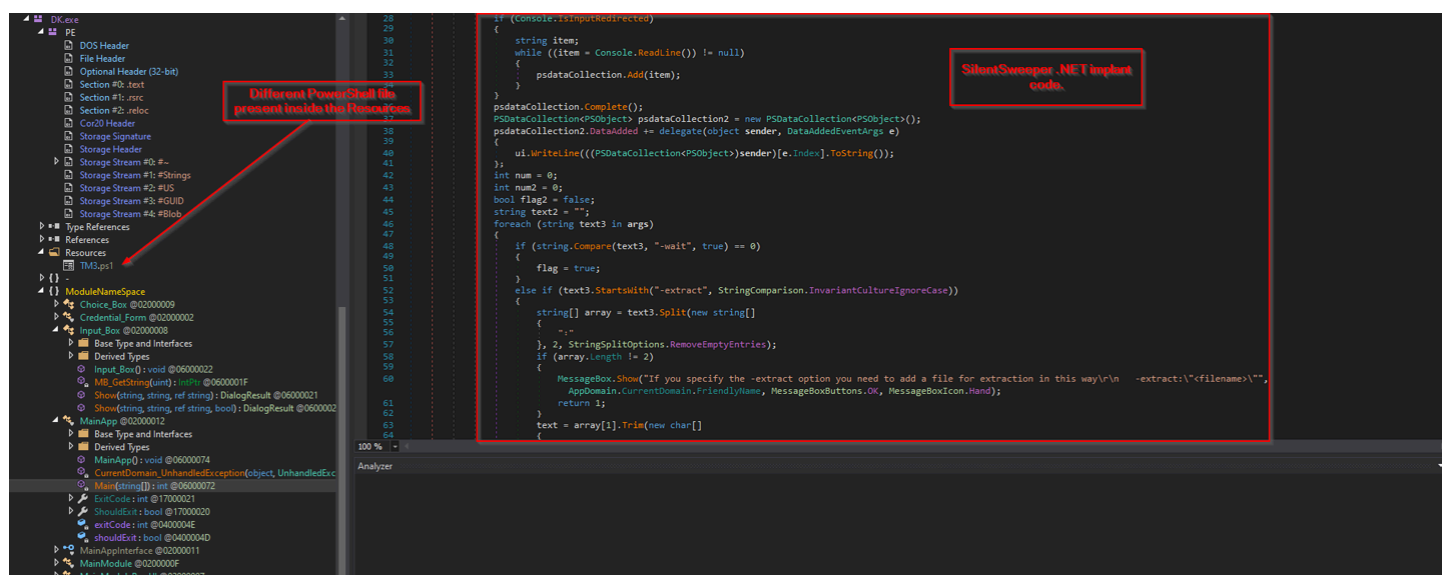 DK.exe
PE
DOS Header
File Header
Optional Header (32-bit)
Section #0: .text
Section #1: .rsrc
Section #2: .reloc
Cor20 Header
Storage Signature
Storage Header
Storage Stream #0: #~
Storage Stream #1: #Strings
Storage Stream #2: #US
Storage Stream #3: #GUID
Storage Stream #4: #Blob
Type References
References
Resources
TM3.ps1
{ } -
{ } ModuleNameSpace
Choice_Box @02000009
Credential_Form @02000002
Input_Box @02000008
Base Type and Interfaces
Derived Types
Input_Box() : void @06000022
MB_GetString(uint) : IntPtr @0600001F
Show(string, string, ref string) : DialogResult @06000021
Show(string, string, ref string, bool) : DialogResult @0600002
MainApp @02000012
Base Type and Interfaces
Derived Types
MainApp() : void @06000074
CurrentDomain_UnhandledException(object, UnhandledExc
Main(string[]) : int @06000072
ExitCode : int @17000021
ShouldExit : bool @17000020
exitCode : int @0400004E
shouldExit : bool @0400004D
MainAppInterface @02000011
MainModule @0200000F
Different PowerShell file
present inside the Resources
SilentSweeper .NET implant
code.
28 if (Console.IsInputRedirected)
29 {
30 string item;
31 while ((item = Console.ReadLine()) != null)
32 {
33 psdataCollection.Add(item);
34 }
35 }
36 psdataCollection.Complete();
37 PSDataCollection<PSObject> psdataCollection2 = new PSDataCollection<PSObject>();
38 psdataCollection2.DataAdded += delegate(object sender, DataAddedEventArgs e)
39 {
40 ui.WriteLine(((PSDataCollection<PSObject>)sender)[e.Index].ToString());
41 };
42 int num = 0;
43 int num2 = 0;
44 bool flag2 = false;
45 string text2 = "";
46 foreach (string text3 in args)
47 {
48 if (string.Compare(text3, "-wait", true) == 0)
49 {
50 flag = true;
51 }
52 else if (text3.StartsWith("-extract", StringComparison.InvariantCultureIgnoreCase))
53 {
54 string[] array = text3.Split(new string[]
55 {
56 ":"
57 }, 2, StringSplitOptions.RemoveEmptyEntries);
58 if (array.Length != 2)
59 {
60 MessageBox.Show("If you specify the -extract option you need to add a file for extraction in this way\r\n   -extract:\"<filename>\"",
AppDomain.CurrentDomain.FriendlyName, MessageBoxButtons.OK, MessageBoxIcon.Hand);
61 return 1;
62 }
63 text = array[1].Trim(new char[]
64 {
100 %
Analyzer